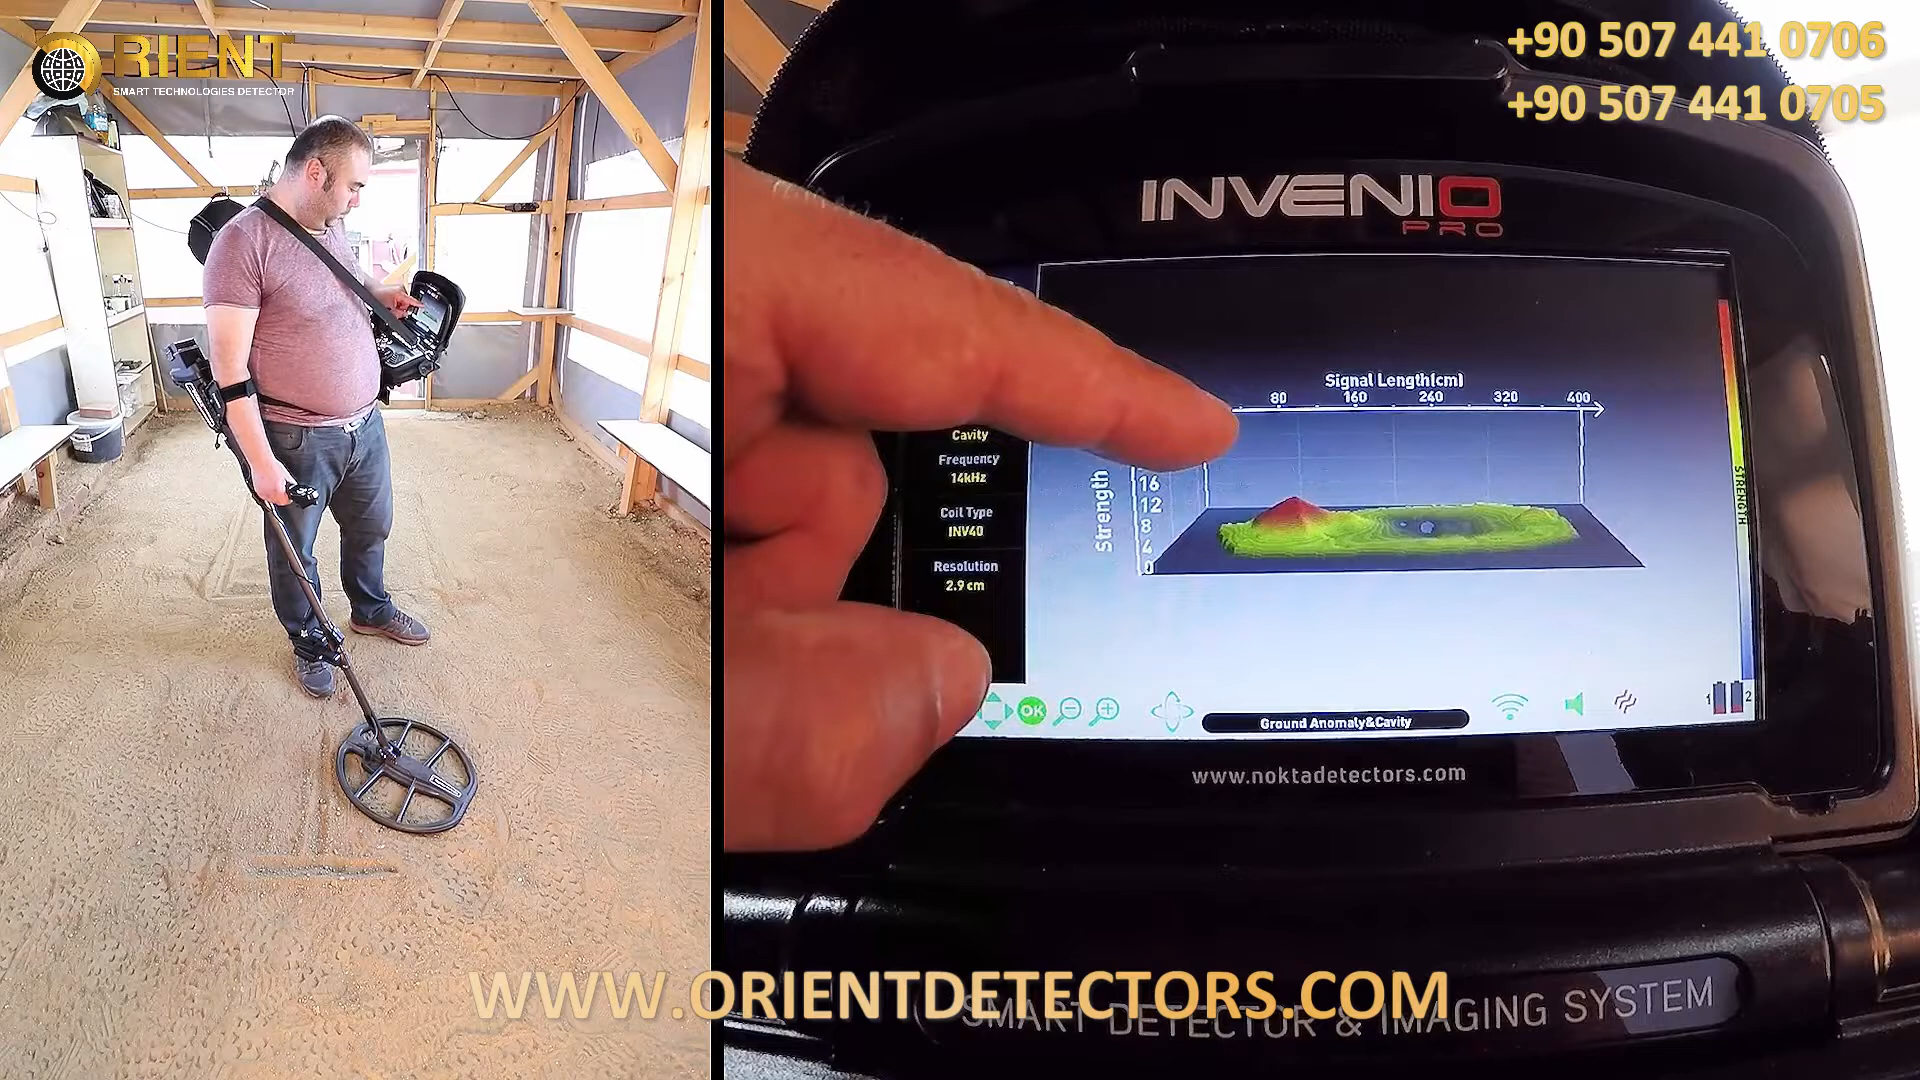 ORIENT
SMART TECHNOLOGIES DETECTOR
+90 507 441 0706
+90 507 441 0705
INVENIO
PRO
Signal Length(cm)
80 160 240 320 400
Cavity
Frequency
14kHz
Coil Type
INV40
Resolution
2.9 cm
Strength
16
12
8
4
0
STRENGTH
OK
Ground Anomaly&Cavity
1 2
www.noktadetectors.com
WWW.ORIENTDETECTORS.COM
SMART DETECTOR & IMAGING SYSTEM